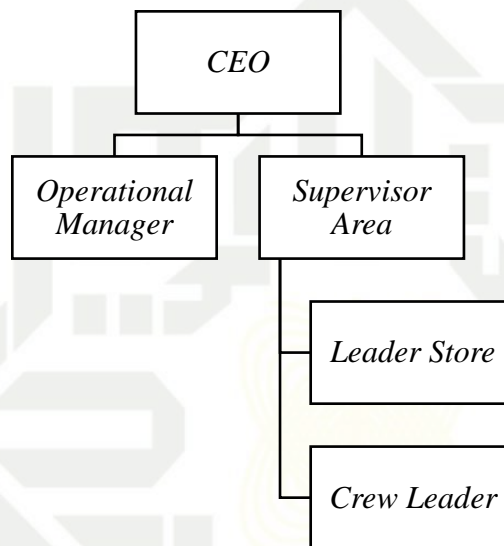 CEO
Operational
Manager
Supervisor
Area
Leader Store
Crew Leader